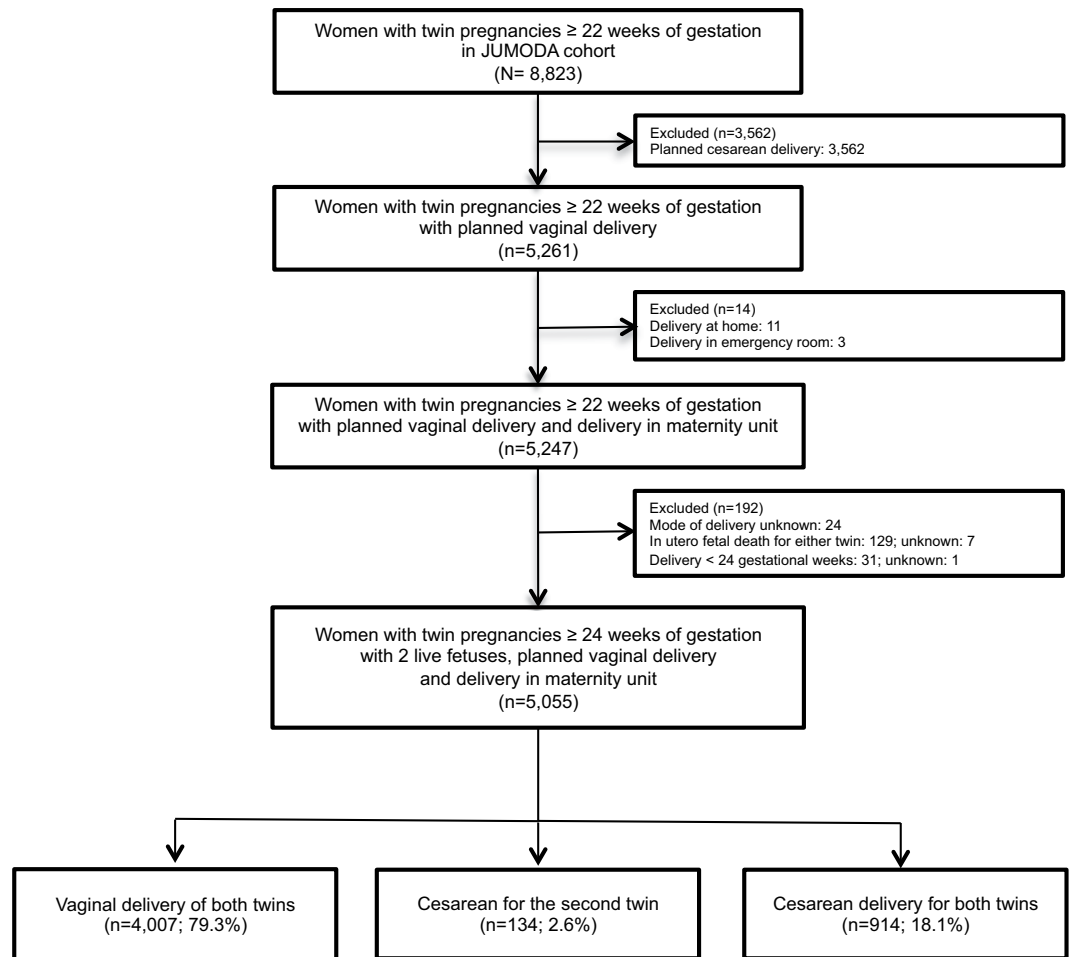 Women with twin pregnancies ≥ 22 weeks of gestation
in JUMODA cohort
(N= 8,823)
Excluded (n=3,562)
Planned cesarean delivery: 3,562
Women with twin pregnancies ≥ 22 weeks of gestation
with planned vaginal delivery
(n=5,261)
Excluded (n=14)
Delivery at home: 11
Delivery in emergency room: 3
Women with twin pregnancies ≥ 22 weeks of gestation
with planned vaginal delivery and delivery in maternity unit
(n=5,247)
Excluded (n=192)
Mode of delivery unknown: 24
In utero fetal death for either twin: 129; unknown: 7
Delivery < 24 gestational weeks: 31; unknown: 1
Women with twin pregnancies ≥ 24 weeks of gestation
with 2 live fetuses, planned vaginal delivery
and delivery in maternity unit
(n=5,055)
Vaginal delivery of both twins
(n=4,007; 79.3%)
Cesarean for the second twin
(n=134; 2.6%)
Cesarean delivery for both twins
(n=914; 18.1%)